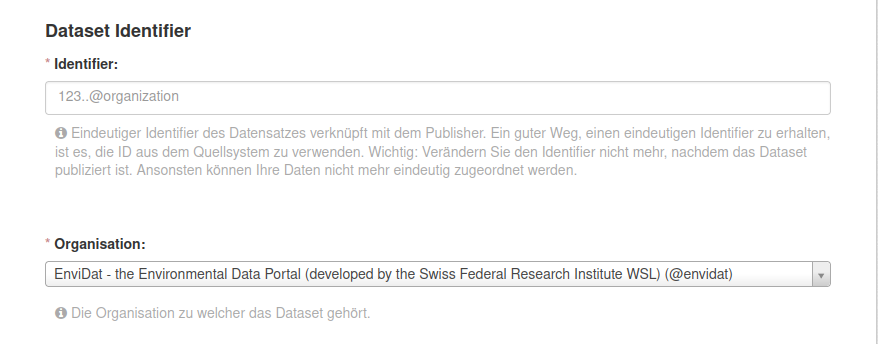 Dataset Identifier
* Identifier:
123..@organization
Eindeutiger Identifier des Datensatzes verknüpft mit dem Publisher. Ein guter Weg, einen eindeutigen Identifier zu erhalten,
ist es, die ID aus dem Quellsystem zu verwenden. Wichtig: Verändern Sie den Identifier nicht mehr, nachdem das Dataset
publiziert ist. Ansonsten können Ihre Daten nicht mehr eindeutig zugeordnet werden.
* Organisation:
EnviDat - the Environmental Data Portal (developed by the Swiss Federal Research Institute WSL) (@envidat)
Die Organisation zu welcher das Dataset gehört.